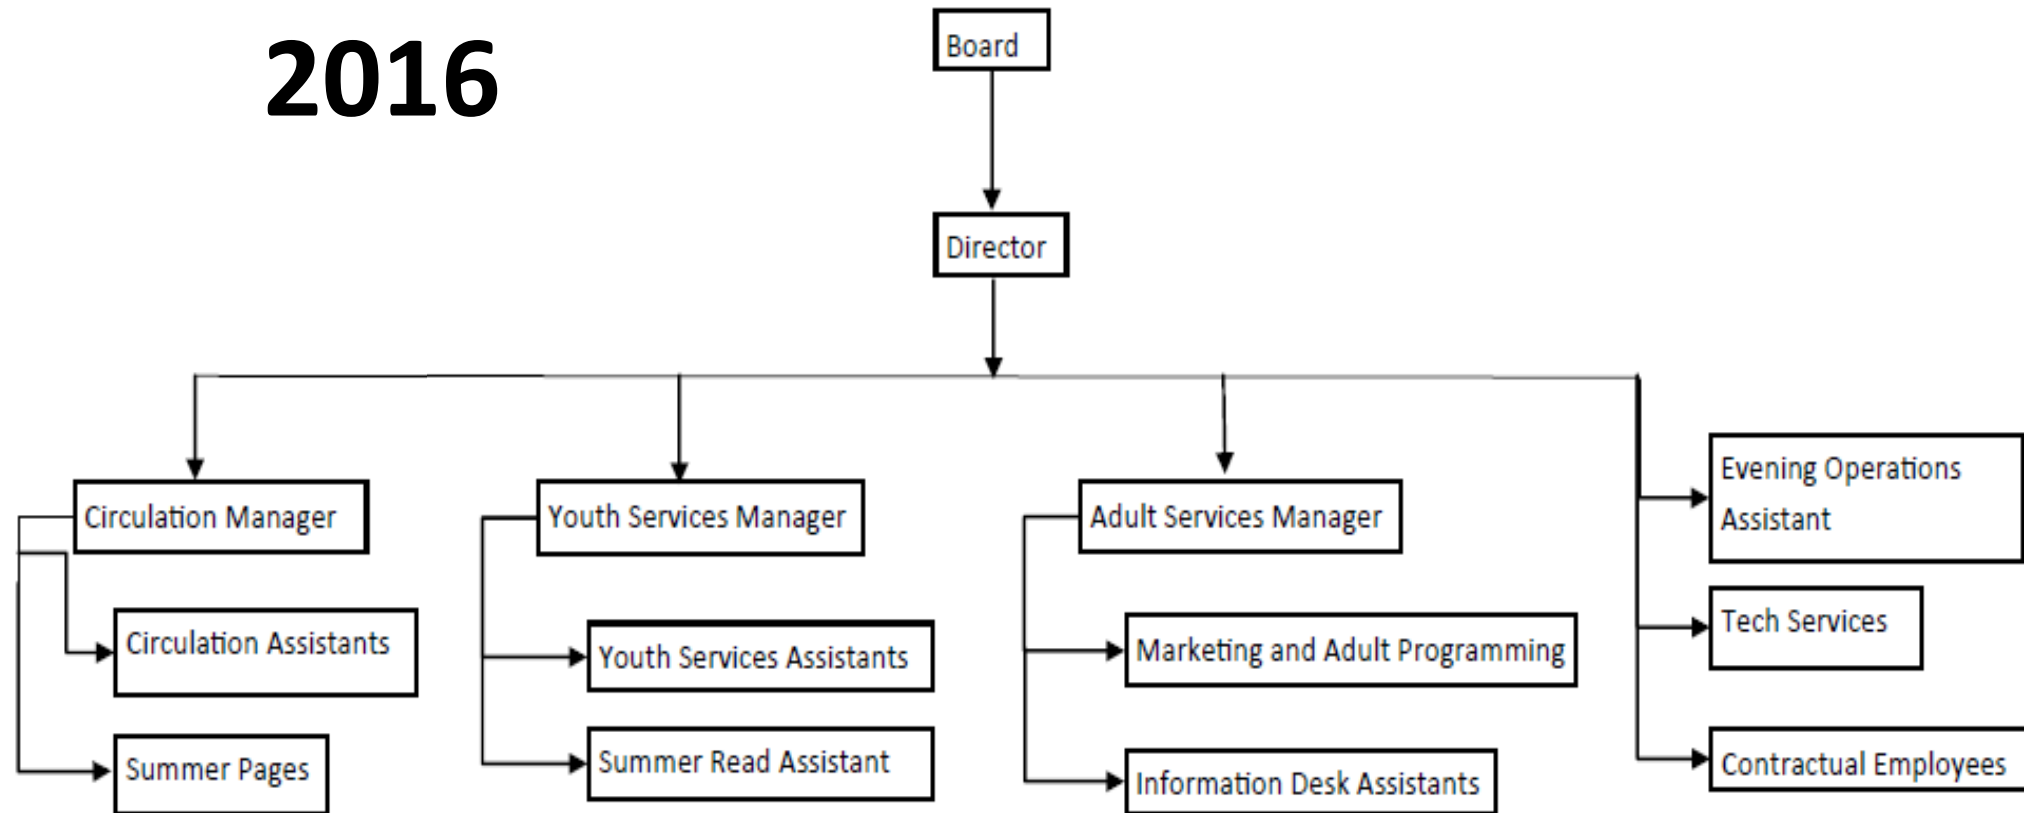 2016
Board
Director
Circulation Manager
Circulation Assistants
Summer Pages
Youth Services Manager
Youth Services Assistants
Summer Read Assistant
Adult Services Manager
Marketing and Adult Programming
Information Desk Assistants
Evening Operations
Assistant
Tech Services
Contractual Employees